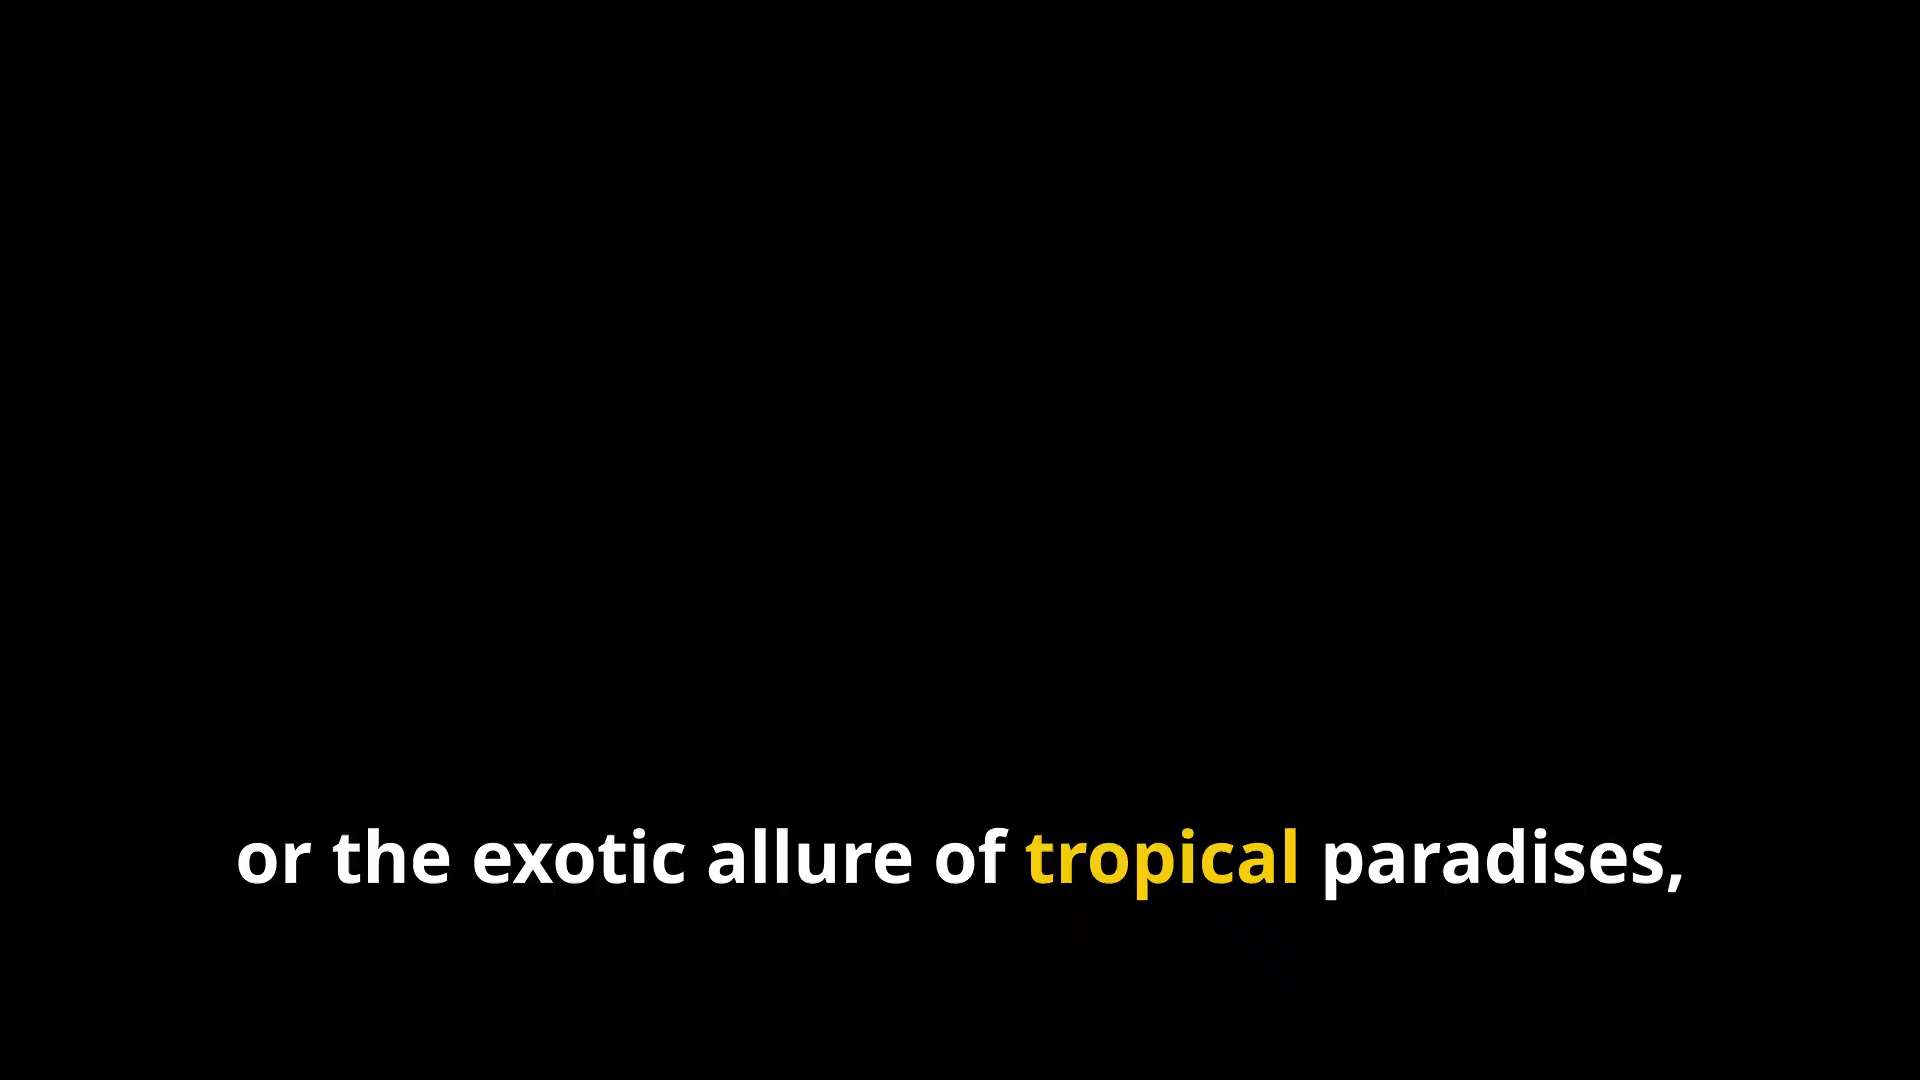 or the exotic allure of tropical paradises,